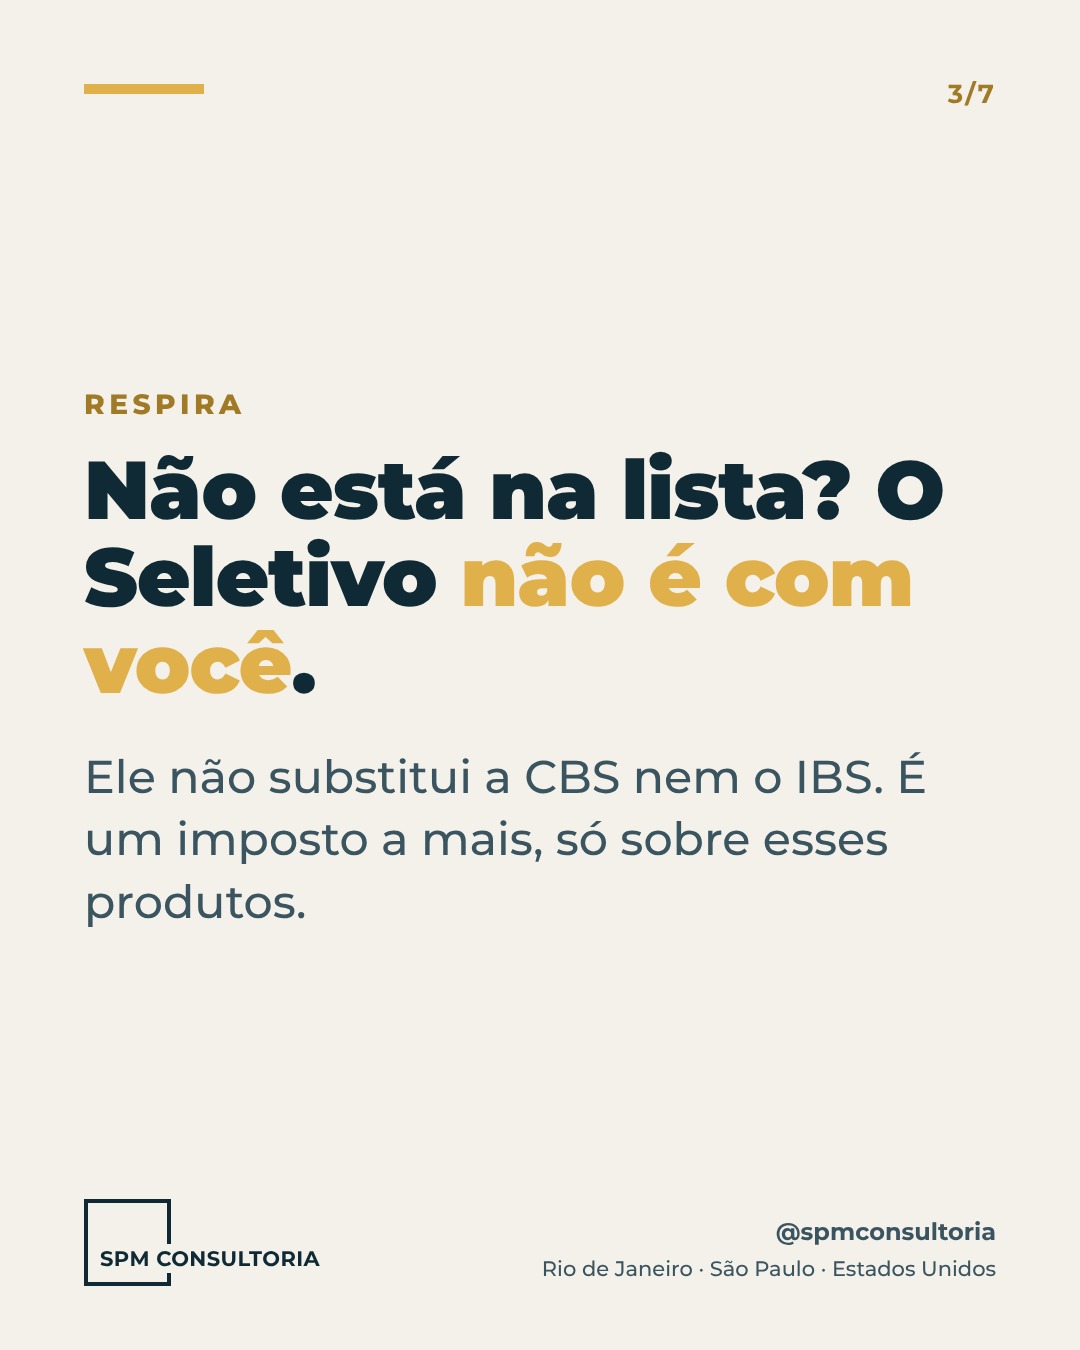 3/7
RESPIRA
Não está na lista? O
Seletivo não é com
você.
Ele não substitui a CBS nem o IBS. É
um imposto a mais, só sobre esses
produtos.
SPM CONSULTORIA
@spmconsultoria
Rio de Janeiro · São Paulo · Estados Unidos